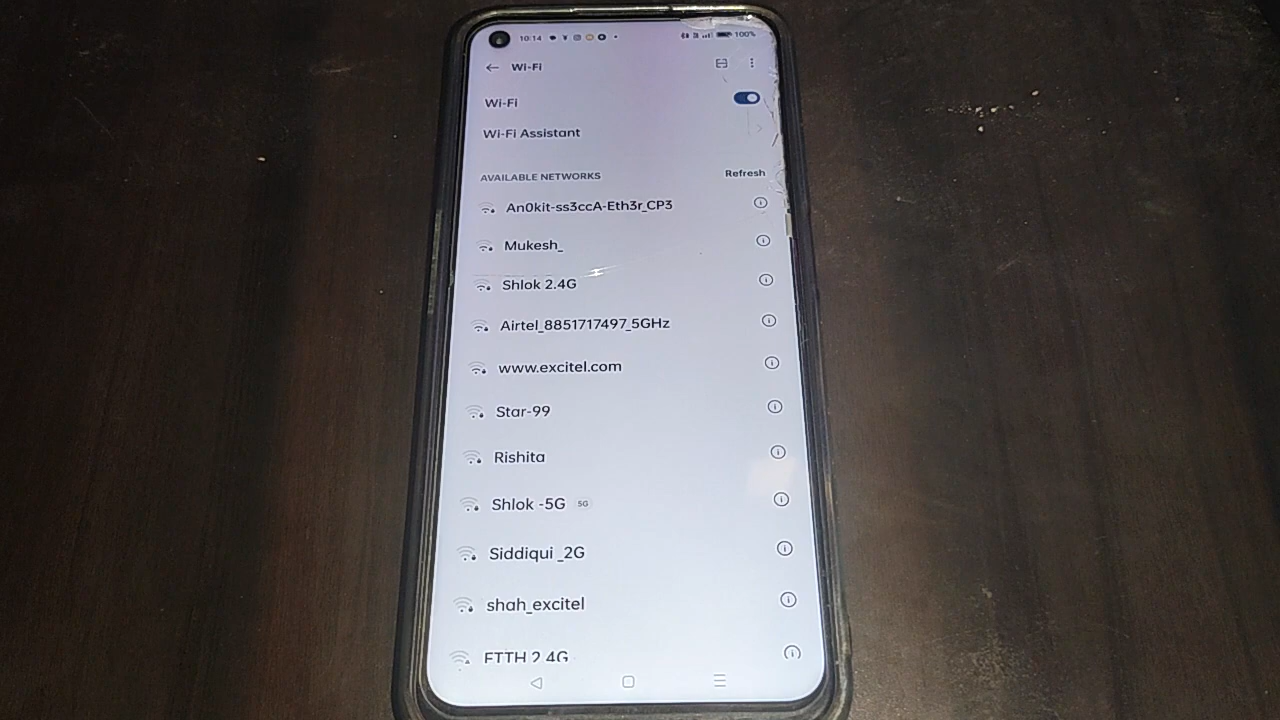 10:14
100%
Wi-Fi
Wi-Fi
Wi-Fi Assistant
AVAILABLE NETWORKS Refresh
An0kit-ss3ccA-Eth3r_CP3
Mukesh_
Shlok 2.4G
Airtel_8851717497_5GHz
www.excitel.com
Star-99
Rishita
Shlok -5G 5G
Siddiqui _2G
shah_excitel
FTTH 2.4G